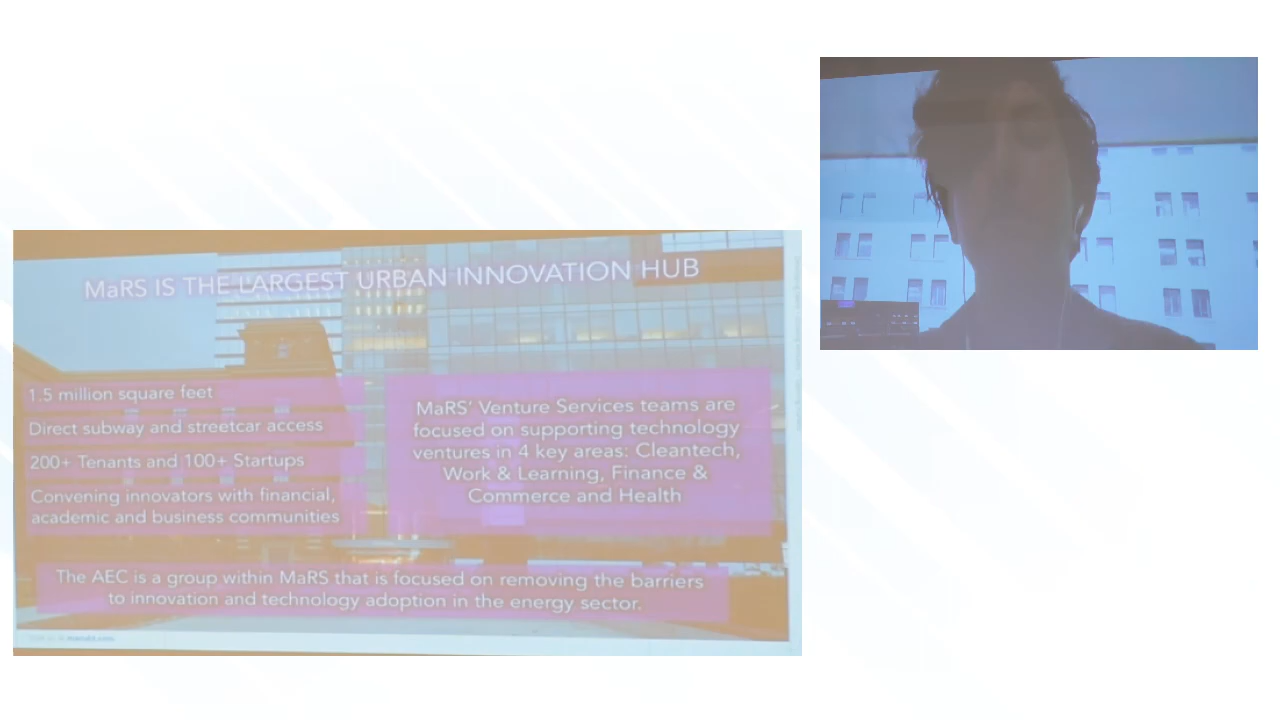 MaRS IS THE LARGEST URBAN INNOVATION HUB
1.5 million square feet
Direct subway and streetcar access
200+ Tenants and 100+ Startups
Convening innovators with financial,
academic and business communities
MaRS' Venture Services teams are
focused on supporting technology
ventures in 4 key areas: Cleantech,
Work & Learning, Finance &
Commerce and Health
The AEC is a group within MaRS that is focused on removing the barriers
to innovation and technology adoption in the energy sector.